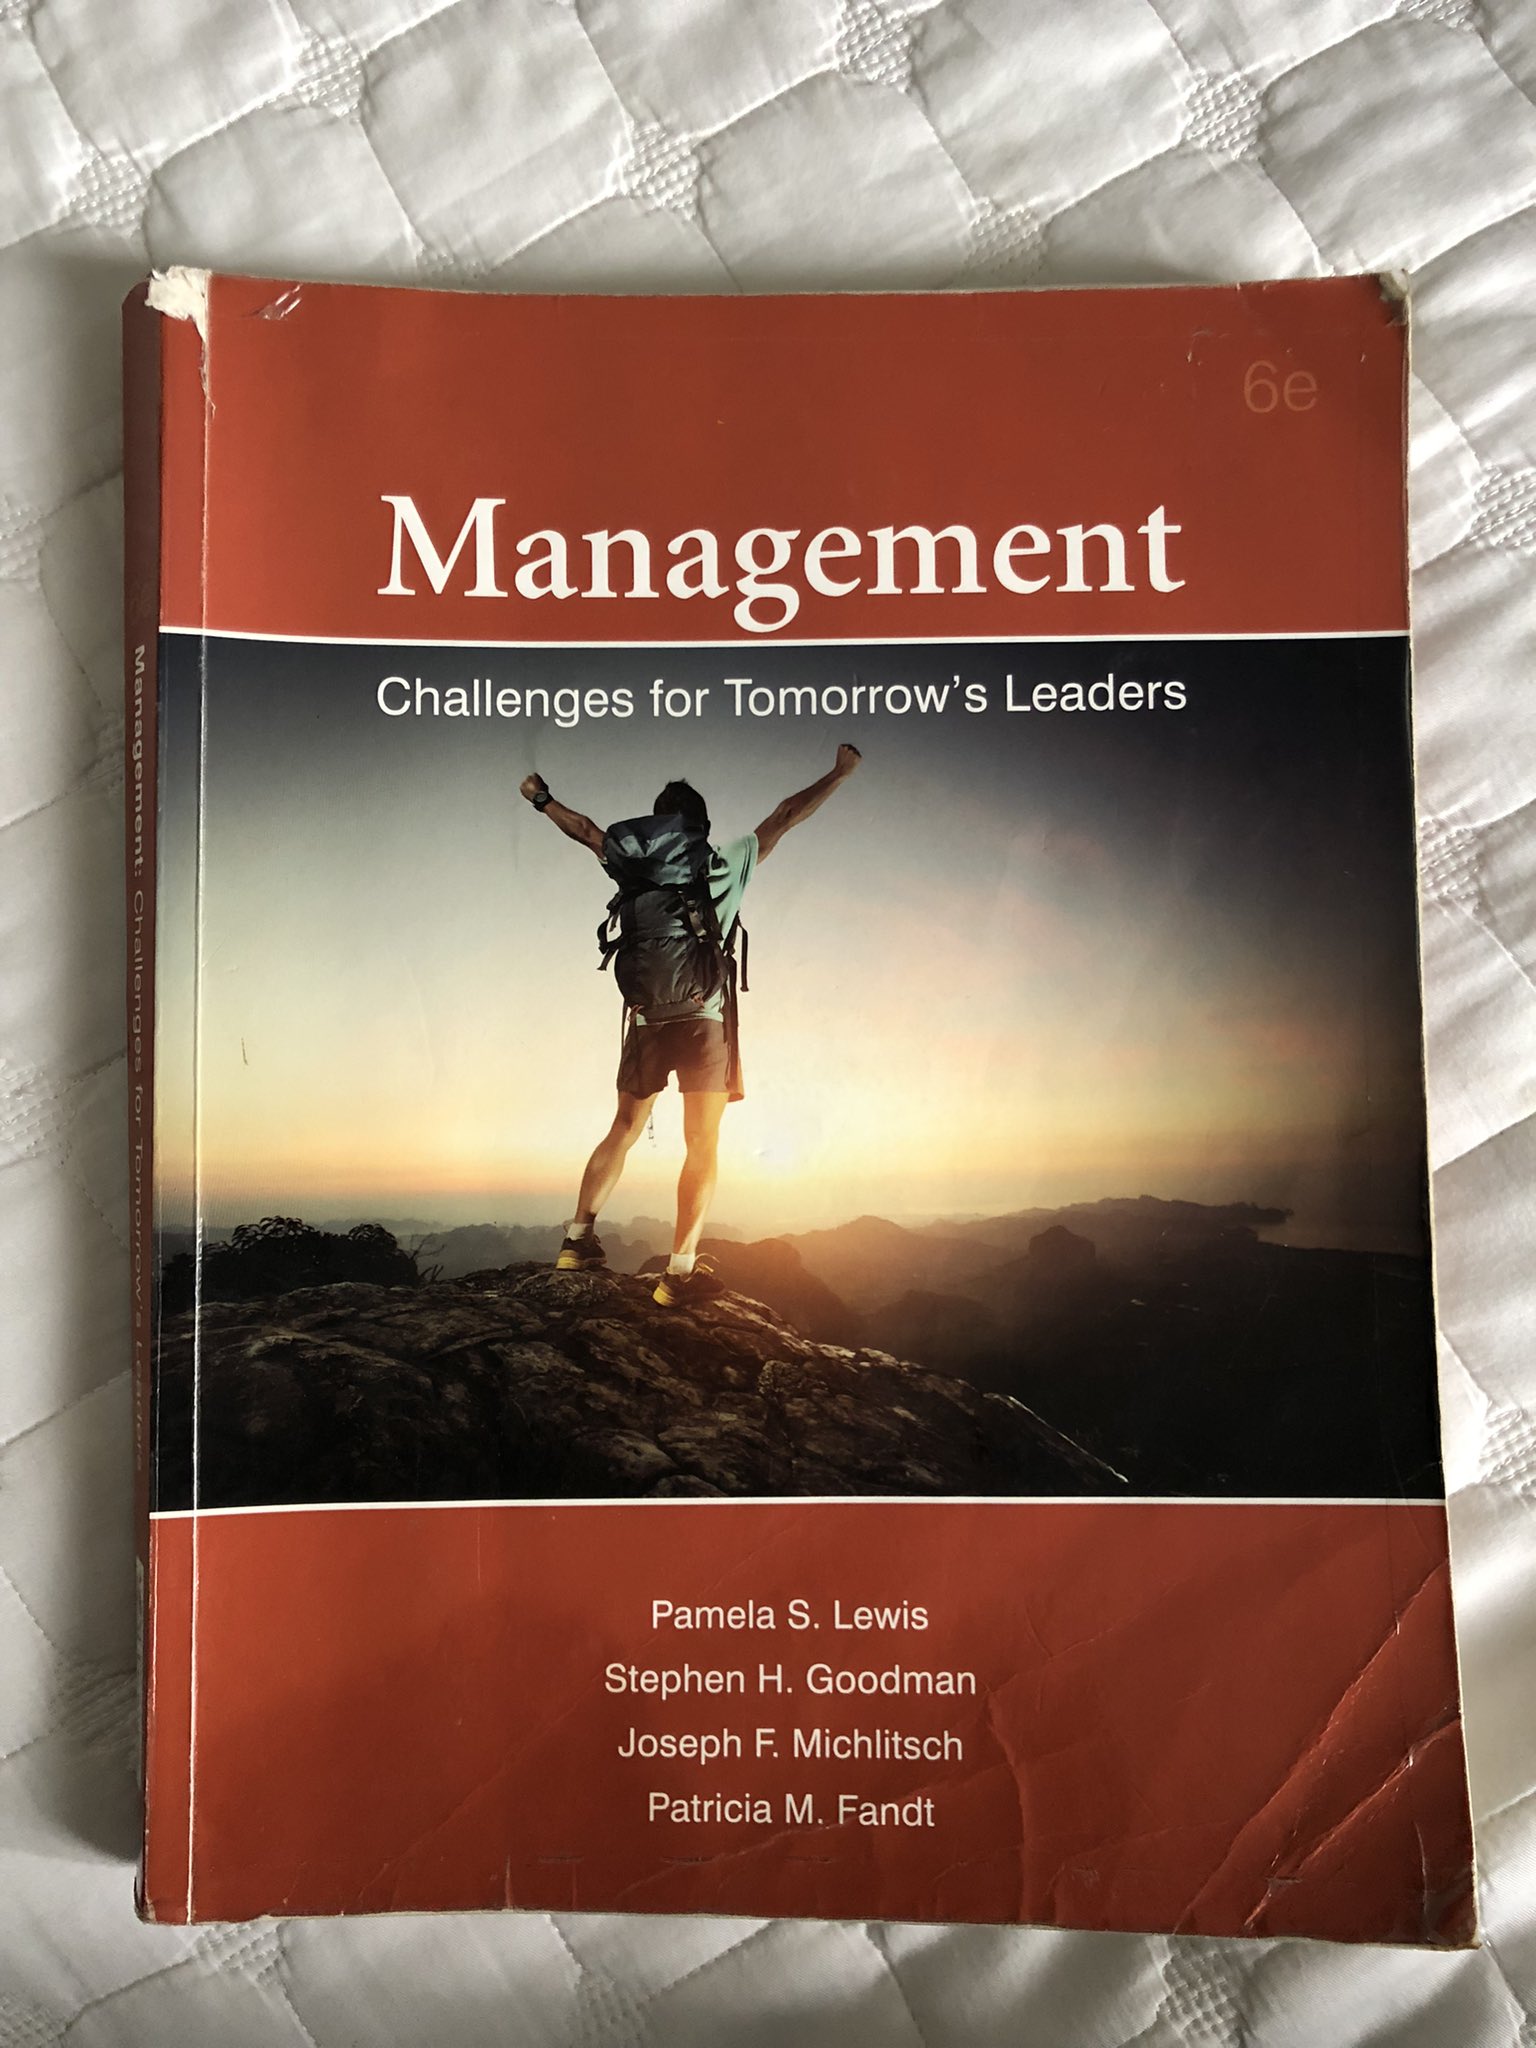 6e
Management
Challenges for Tomorrow's Leaders
Pamela S. Lewis
Stephen H. Goodman
Joseph F. Michlitsch
Patricia M. Fandt
Management: Challenges for Tomorrow's Leaders